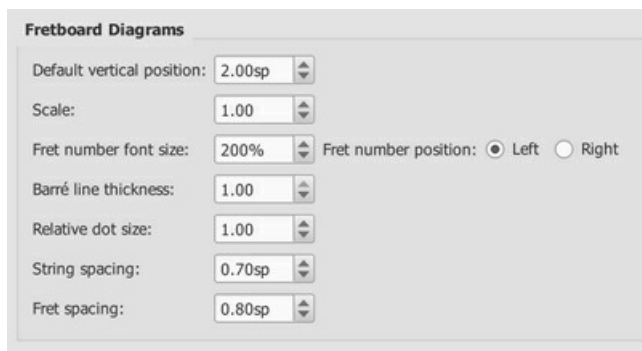 Fretboard Diagrams
Default vertical position: 2.00sp
Scale: 1.00
Fret number font size: 200% Fret number position: Left Right
Barré line thickness: 1.00
Relative dot size: 1.00
String spacing: 0.70sp
Fret spacing: 0.80sp